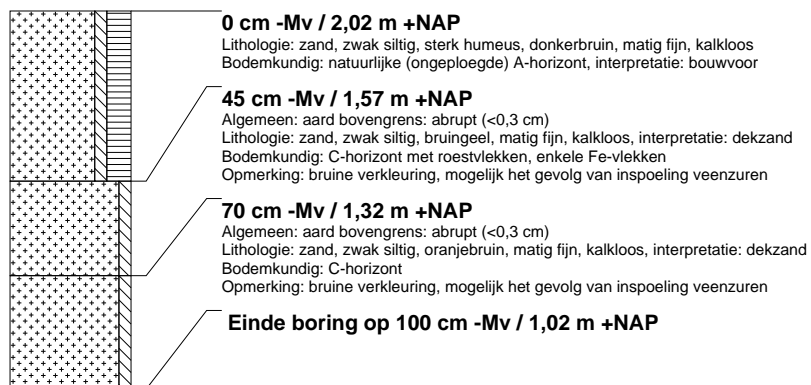 0 cm -Mv / 2,02 m +NAP
Lithologie: zand, zwak siltig, sterk humeus, donkerbruin, matig fijn, kalkloos
Bodemkundig: natuurlijke (ongeploegde) A-horizont, interpretatie: bouwvoor
45 cm -Mv / 1,57 m +NAP
Algemeen: aard bovengrens: abrupt (<0,3 cm)
Lithologie: zand, zwak siltig, bruingeel, matig fijn, kalkloos, interpretatie: dekzand
Bodemkundig: C-horizont met roestvlekken, enkele Fe-vlekken
Opmerking: bruine verkleuring, mogelijk het gevolg van inspoeling veenzuren
70 cm -Mv / 1,32 m +NAP
Algemeen: aard bovengrens: abrupt (<0,3 cm)
Lithologie: zand, zwak siltig, oranjebruin, matig fijn, kalkloos, interpretatie: dekzand
Bodemkundig: C-horizont
Opmerking: bruine verkleuring, mogelijk het gevolg van inspoeling veenzuren
Einde boring op 100 cm -Mv / 1,02 m +NAP